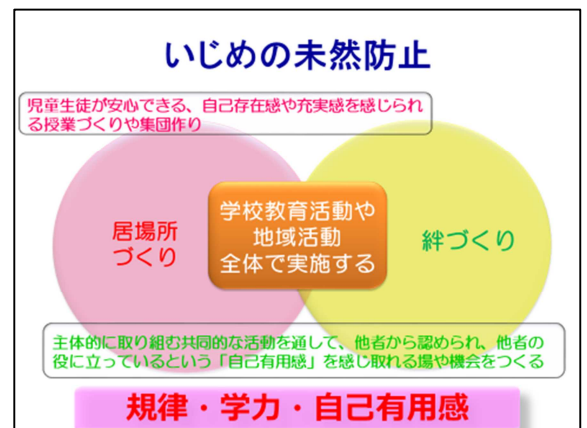 いじめの未然防止
児童生徒が安心できる、自己存在感や充実感を感じられ
る授業づくりや集団作り
居場所
づくり
学校教育活動や
地域活動
全体で実施する
絆づくり
主体的に取り組む共同的な活動を通して、他者から認められ、他者の
役に立っているという「自己有用感」を感じ取れる場や機会をつくる
規律・学力・自己有用感